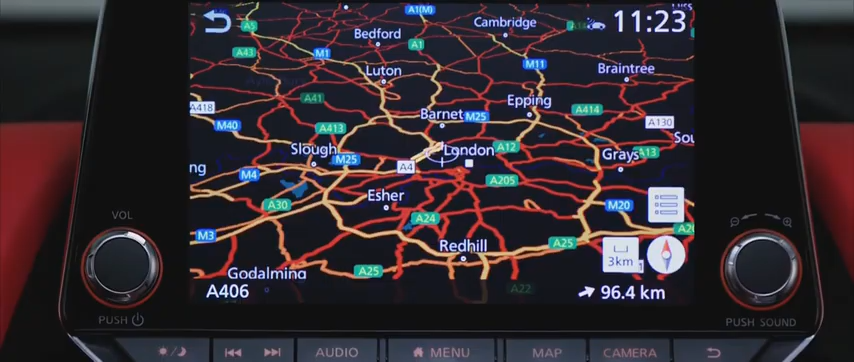 A1(M)
Cambridge
11:23
A5
Bedford
A43
M1
A1
Luton
M11
Braintree
A41
A418
Epping
A414
Barnet
M25
A130
M40
A413
Slough
M25
London
A12
Grays
A13
A4
M4
A205
Esher
A30
M20
A24
M3
Redhill
A25
3km
Godalming
A25
A406
A22
96.4 km
VOL
PUSH
PUSH SOUND
AUDIO
MENU
MAP
CAMERA